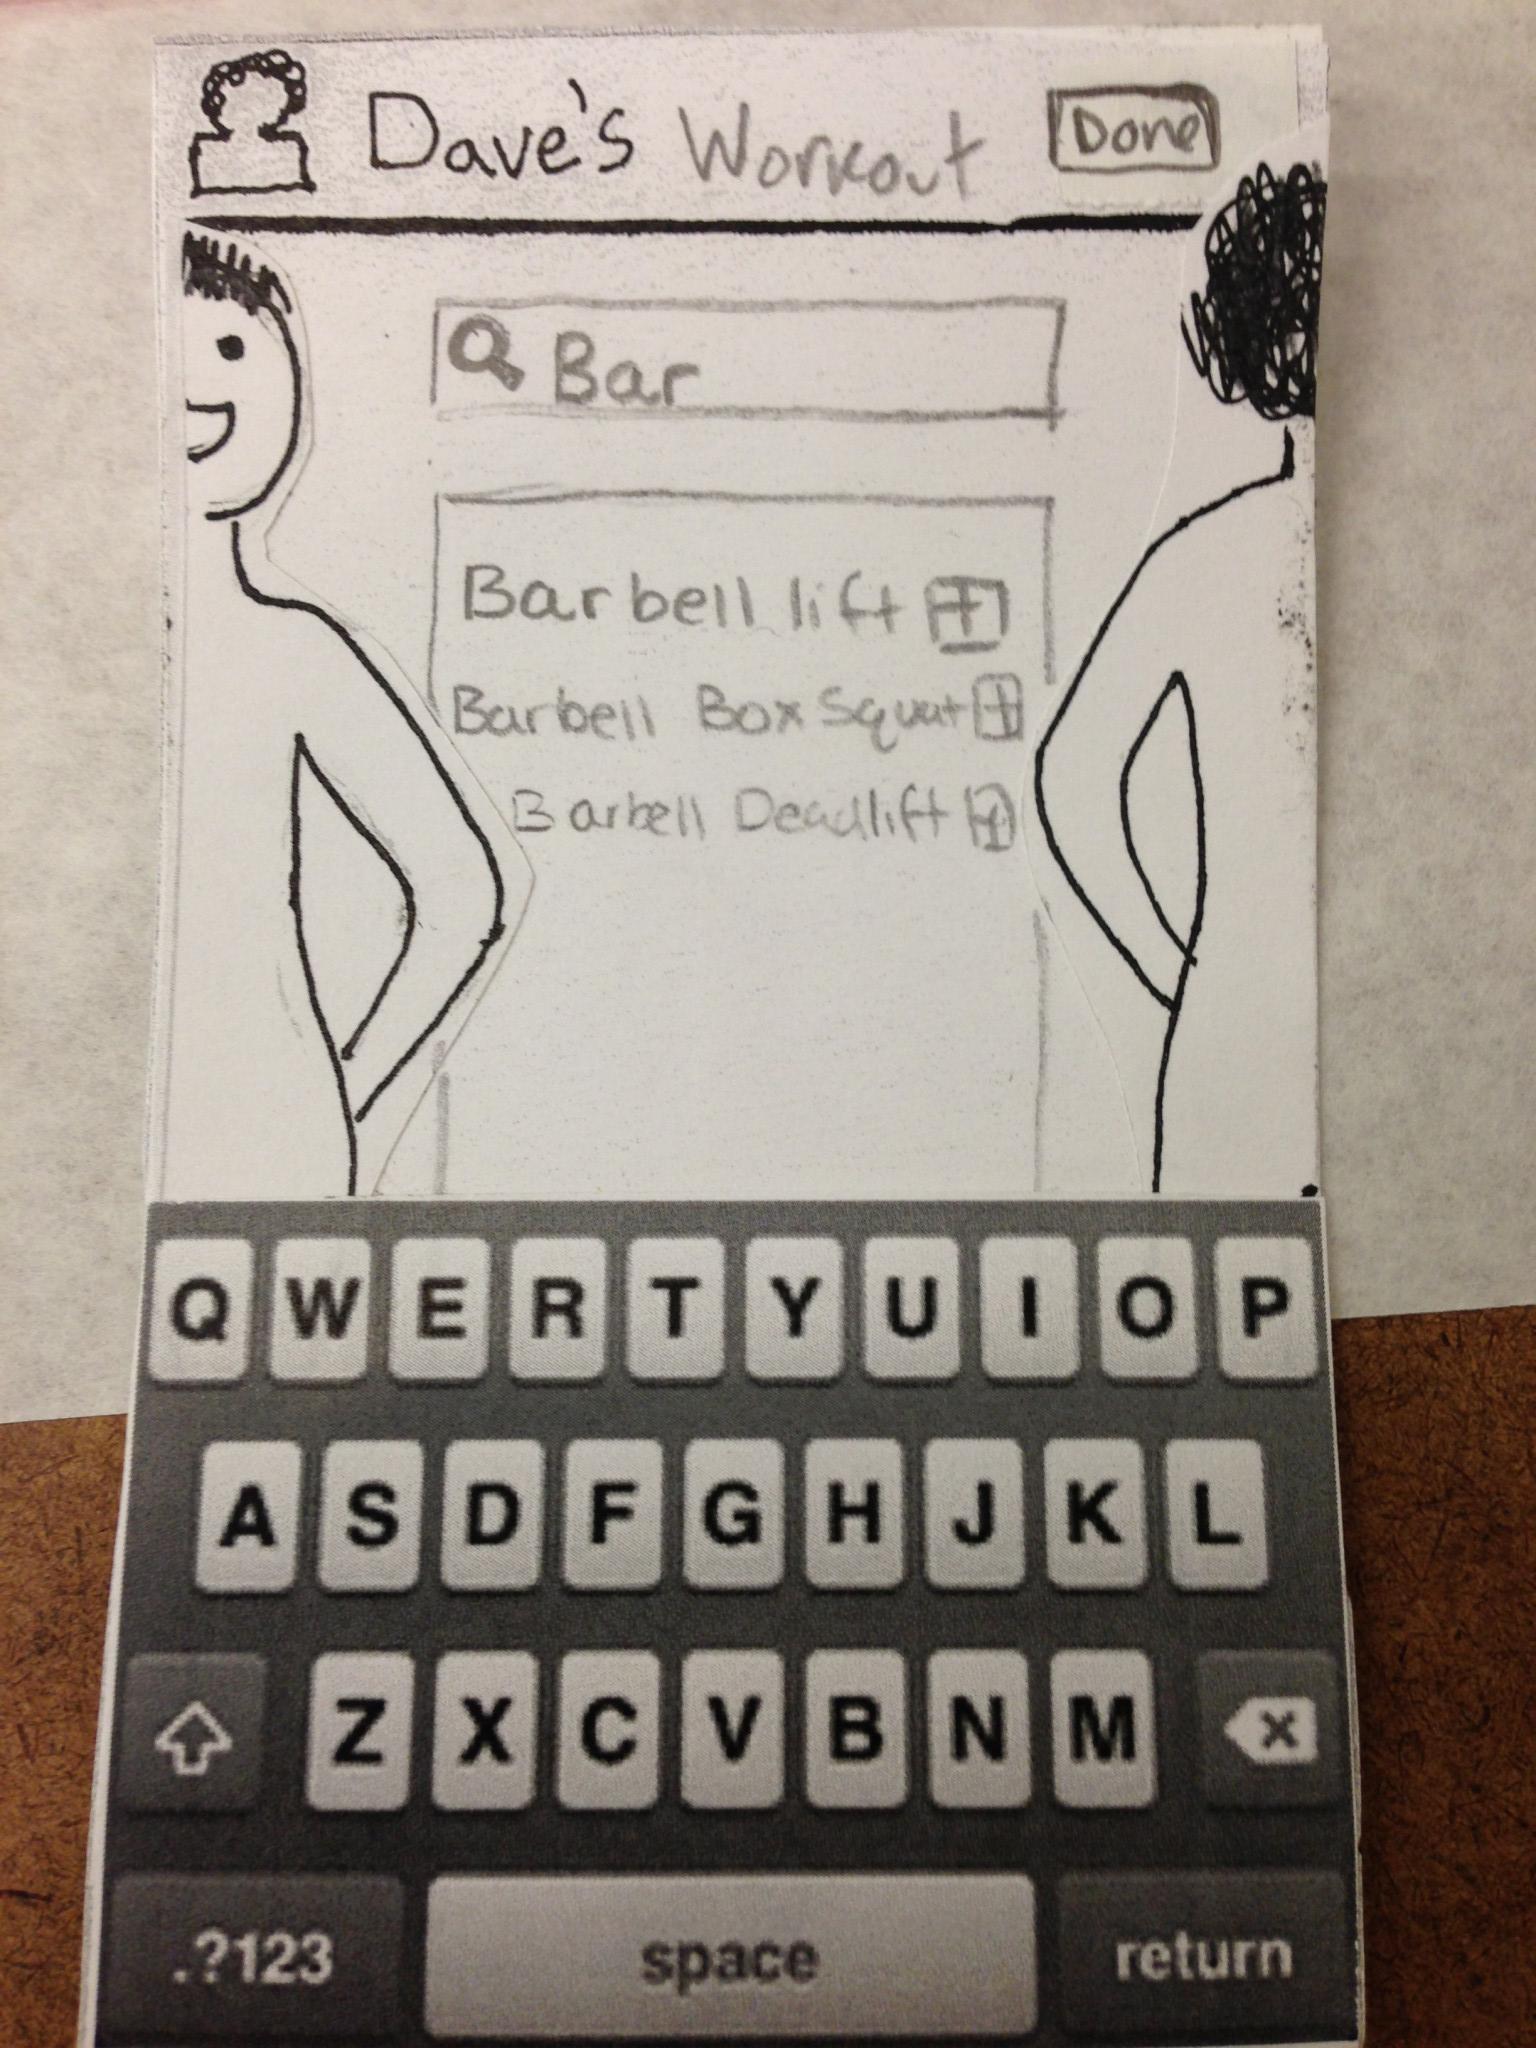 Dave's Workout Done
Bar
Barbell lift +
Barbell Box Squat +
Barbell Deadlift +
Q W E R T Y U I O P
A S D F G H J K L
Z X C V B N M
.?123 space return